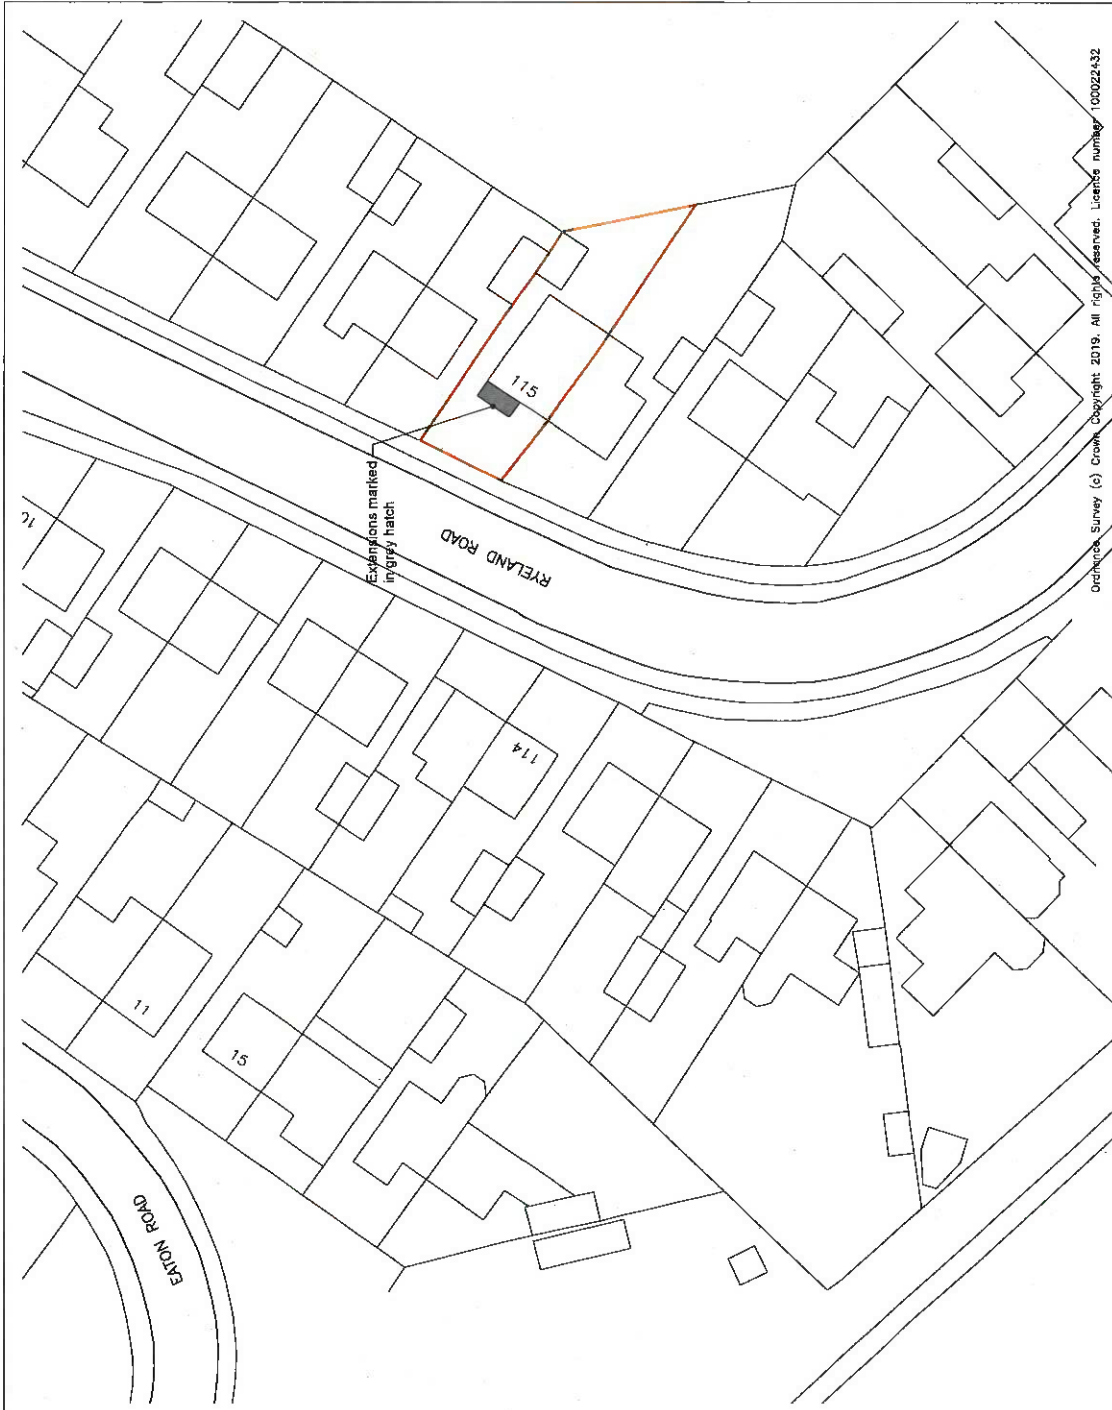 Ordnance Survey (c) Crown Copyright 2019. All rights reserved. Licence number 100022432
115
Extensions marked
in grey hatch
RYELAND ROAD
10
114
11
15
EATON ROAD